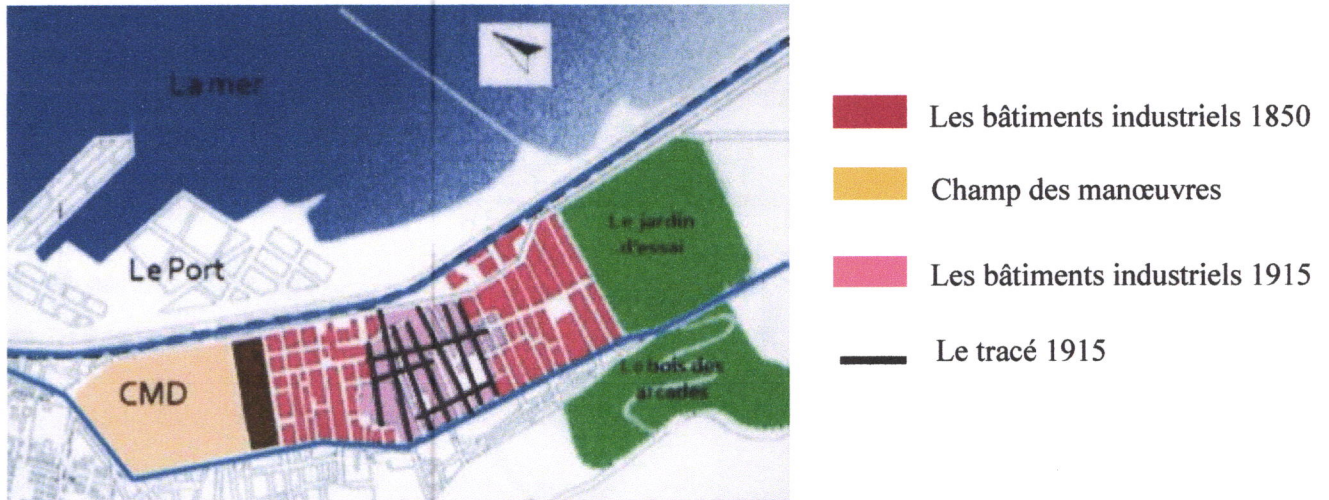 La mer
Le Port
CMD
Le jardin
d'essai
Le bois des
arcades
Les bâtiments industriels 1850
Champ des manœuvres
Les bâtiments industriels 1915
Le tracé 1915